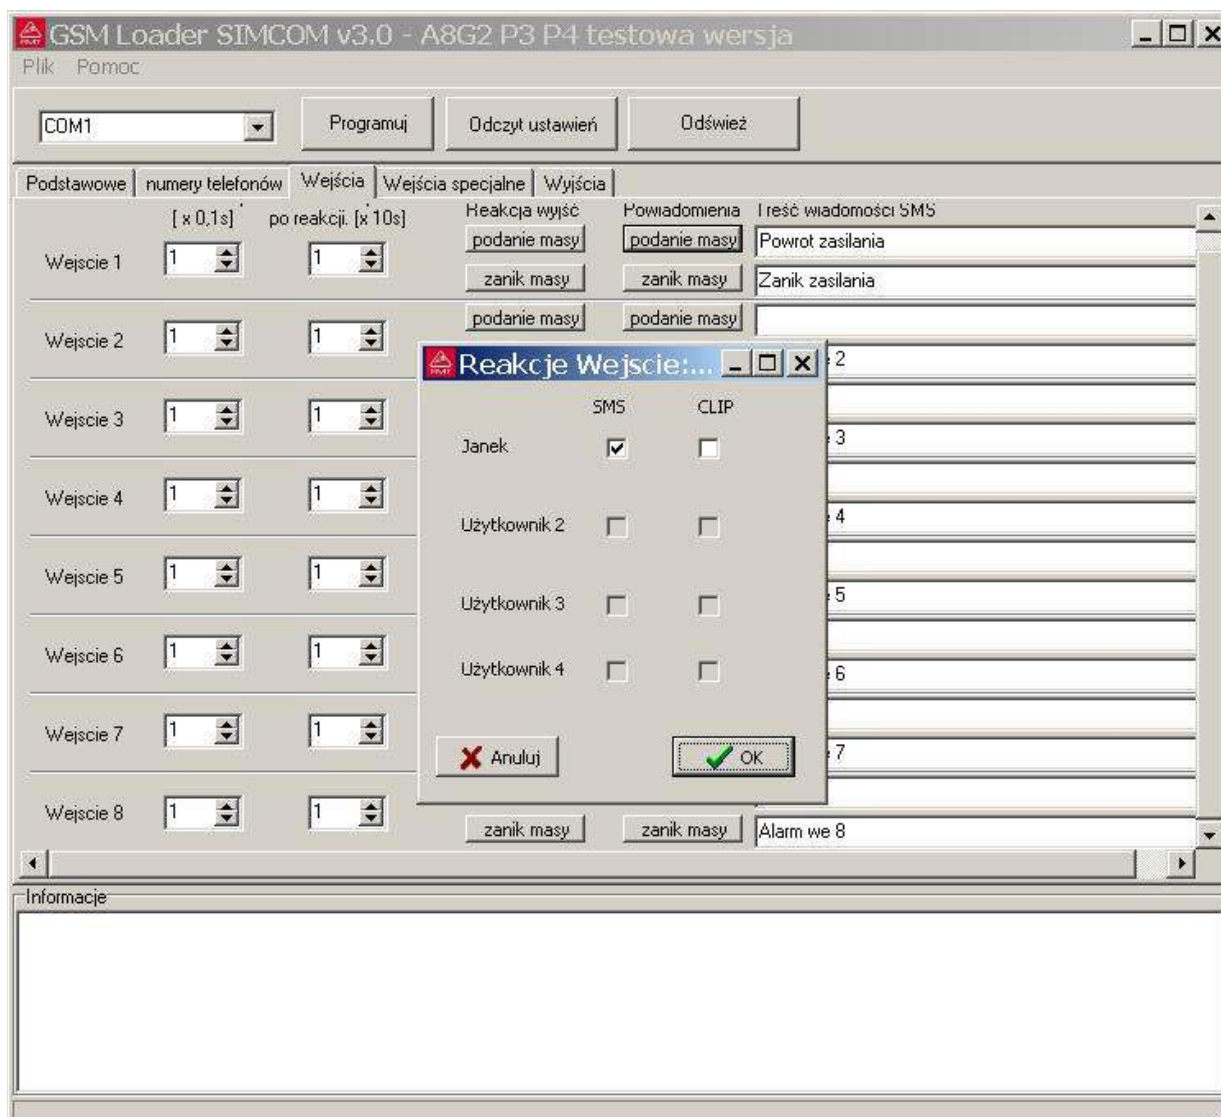 GSM Loader SIMCOM v3.0 - A8G2 P3 P4 testowa wersja
Plik Pomoc
COM1 Programuj Odczyt ustawień Odśwież
Podstawowe numery telefonów Wejścia Wejścia specjalne Wyjścia
[ x 0,1s] po reakcji. [x 10s] Reakcja wyjść Powiadomienia Treść wiadomości SMS
Wejscie 1 1 1 podanie masy podanie masy Powrot zasilania
zanik masy zanik masy Zanik zasilania
podanie masy podanie masy
Wejscie 2 1 1
Reakcje Wejscie:... 2
SMS CLIP
Wejscie 3 1 1 3
Janek
Wejscie 4 1 1 4
Użytkownik 2
Wejscie 5 1 1 5
Użytkownik 3
Wejscie 6 1 1 6
Użytkownik 4
Wejscie 7 1 1 7
Anuluj OK
Wejscie 8 1 1
zanik masy zanik masy Alarm we 8
Informacje